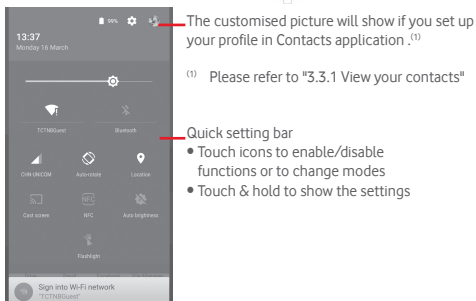 99%
13:37
Monday 16 March
TCTNBGuest
Bluetooth
CHN-UNICOM
Auto-rotate
Location
Cast screen
NFC
NFC
Auto brightness
Flashlight
Sign into Wi-Fi network
"TCTNBGuest"
The customised picture will show if you set up
your profile in Contacts application .(1)
(1) Please refer to "3.3.1 View your contacts"
Quick setting bar
• Touch icons to enable/disable
functions or to change modes
• Touch & hold to show the settings